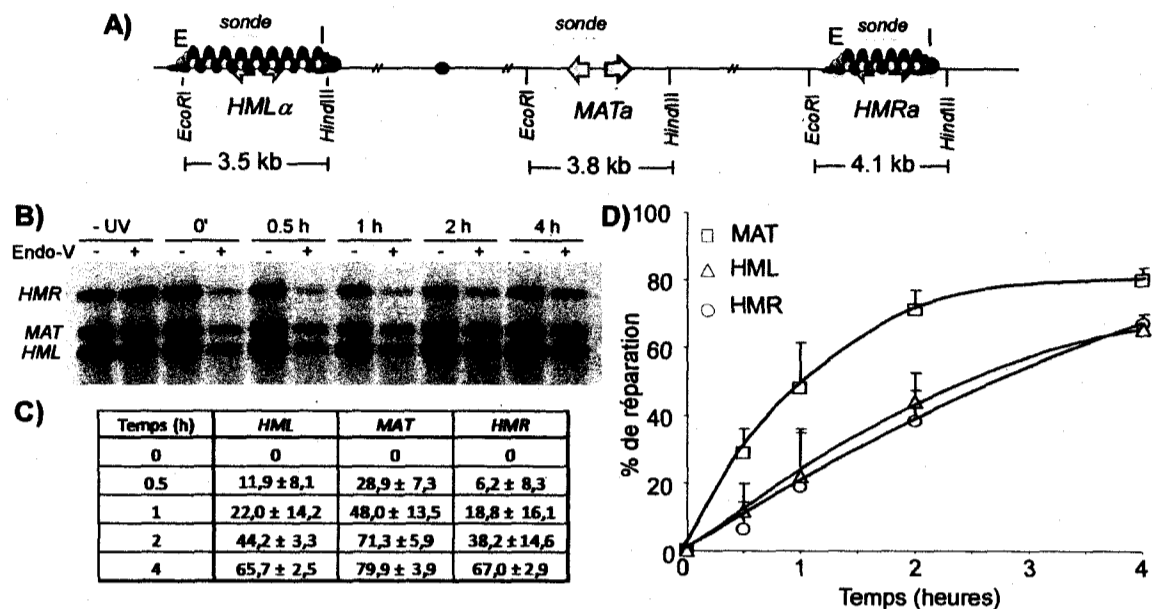 A)
sonde sonde sonde
E I E I
EcoRI HMLα HindIII EcoRI MATa HindIII EcoRI HMRa HindIII
3.5 kb 3.8 kb 4.1 kb
B)
- UV 0' 0.5 h 1 h 2 h 4 h
Endo-V - + - + - + - + - + - +
HMR
MAT
HML
C)
Temps (h) HML MAT HMR
0 0 0 0
0.5 11,9 ± 8,1 28,9 ± 7,3 6,2 ± 8,3
1 22,0 ± 14,2 48,0 ± 13,5 18,8 ± 16,1
2 44,2 ± 3,3 71,3 ± 5,9 38,2 ± 14,6
4 65,7 ± 2,5 79,9 ± 3,9 67,0 ± 2,9
D)
100
80
60
40
20
0
% de réparation
MAT
HML
HMR
0 1 2 3 4
Temps (heures)